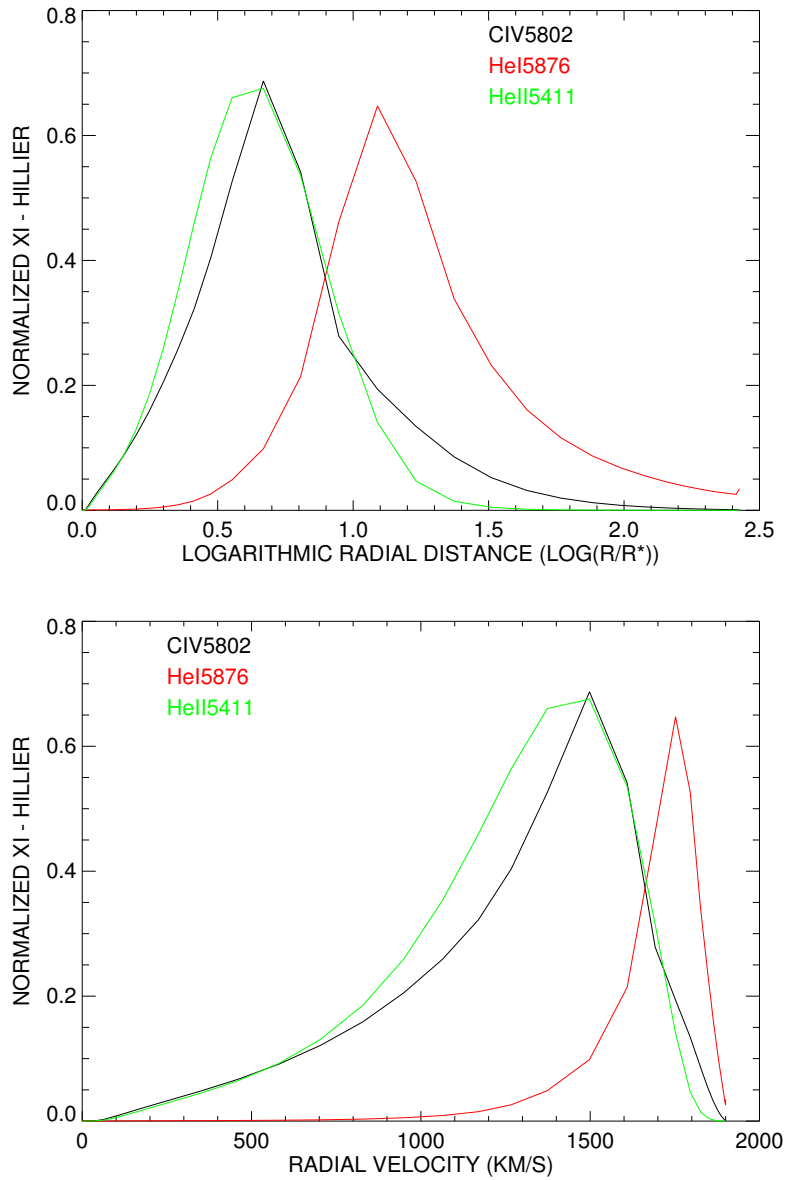 0.8
0.6
0.4
0.2
0.0
NORMALIZED XI - HILLIER
CIV5802
HeI5876
HeII5411
0.0 0.5 1.0 1.5 2.0 2.5
LOGARITHMIC RADIAL DISTANCE (LOG(R/R*))
0.8
0.6
0.4
0.2
0.0
NORMALIZED XI - HILLIER
CIV5802
HeI5876
HeII5411
0 500 1000 1500 2000
RADIAL VELOCITY (KM/S)